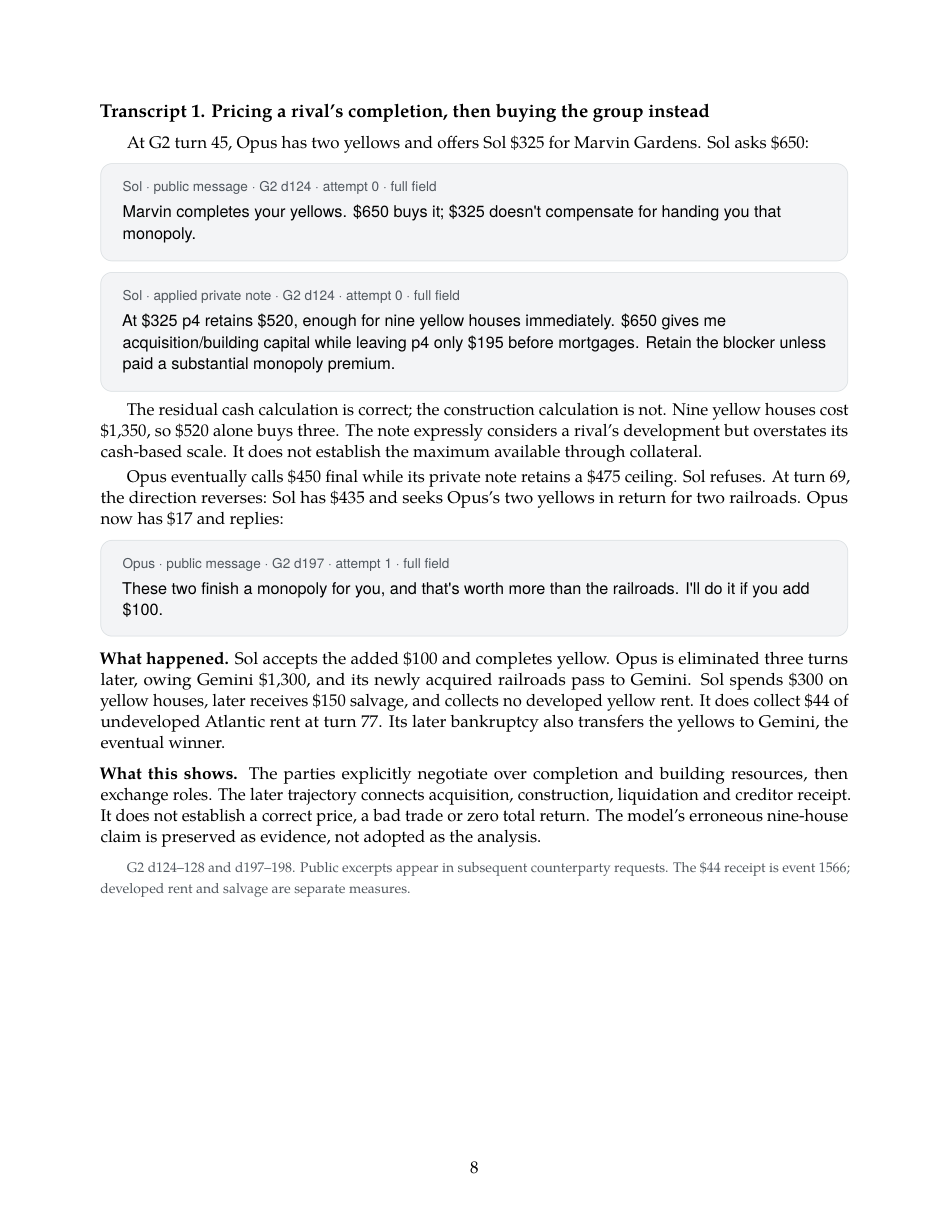 Transcript 1. Pricing a rival's completion, then buying the group instead
At G2 turn 45, Opus has two yellows and offers Sol $325 for Marvin Gardens. Sol asks $650:
Sol · public message · G2 d124 · attempt 0 · full field
Marvin completes your yellows. $650 buys it; $325 doesn't compensate for handing you that
monopoly.
Sol · applied private note · G2 d124 · attempt 0 · full field
At $325 p4 retains $520, enough for nine yellow houses immediately. $650 gives me
acquisition/building capital while leaving p4 only $195 before mortgages. Retain the blocker unless
paid a substantial monopoly premium.
The residual cash calculation is correct; the construction calculation is not. Nine yellow houses cost
$1,350, so $520 alone buys three. The note expressly considers a rival's development but overstates its
cash-based scale. It does not establish the maximum available through collateral.
Opus eventually calls $450 final while its private note retains a $475 ceiling. Sol refuses. At turn 69,
the direction reverses: Sol has $435 and seeks Opus's two yellows in return for two railroads. Opus
now has $17 and replies:
Opus · public message · G2 d197 · attempt 1 · full field
These two finish a monopoly for you, and that's worth more than the railroads. I'll do it if you add
$100.
What happened. Sol accepts the added $100 and completes yellow. Opus is eliminated three turns
later, owing Gemini $1,300, and its newly acquired railroads pass to Gemini. Sol spends $300 on
yellow houses, later receives $150 salvage, and collects no developed yellow rent. It does collect $44 of
undeveloped Atlantic rent at turn 77. Its later bankruptcy also transfers the yellows to Gemini, the
eventual winner.
What this shows. The parties explicitly negotiate over completion and building resources, then
exchange roles. The later trajectory connects acquisition, construction, liquidation and creditor receipt.
It does not establish a correct price, a bad trade or zero total return. The model's erroneous nine-house
claim is preserved as evidence, not adopted as the analysis.
G2 d124–128 and d197–198. Public excerpts appear in subsequent counterparty requests. The $44 receipt is event 1566;
developed rent and salvage are separate measures.
8